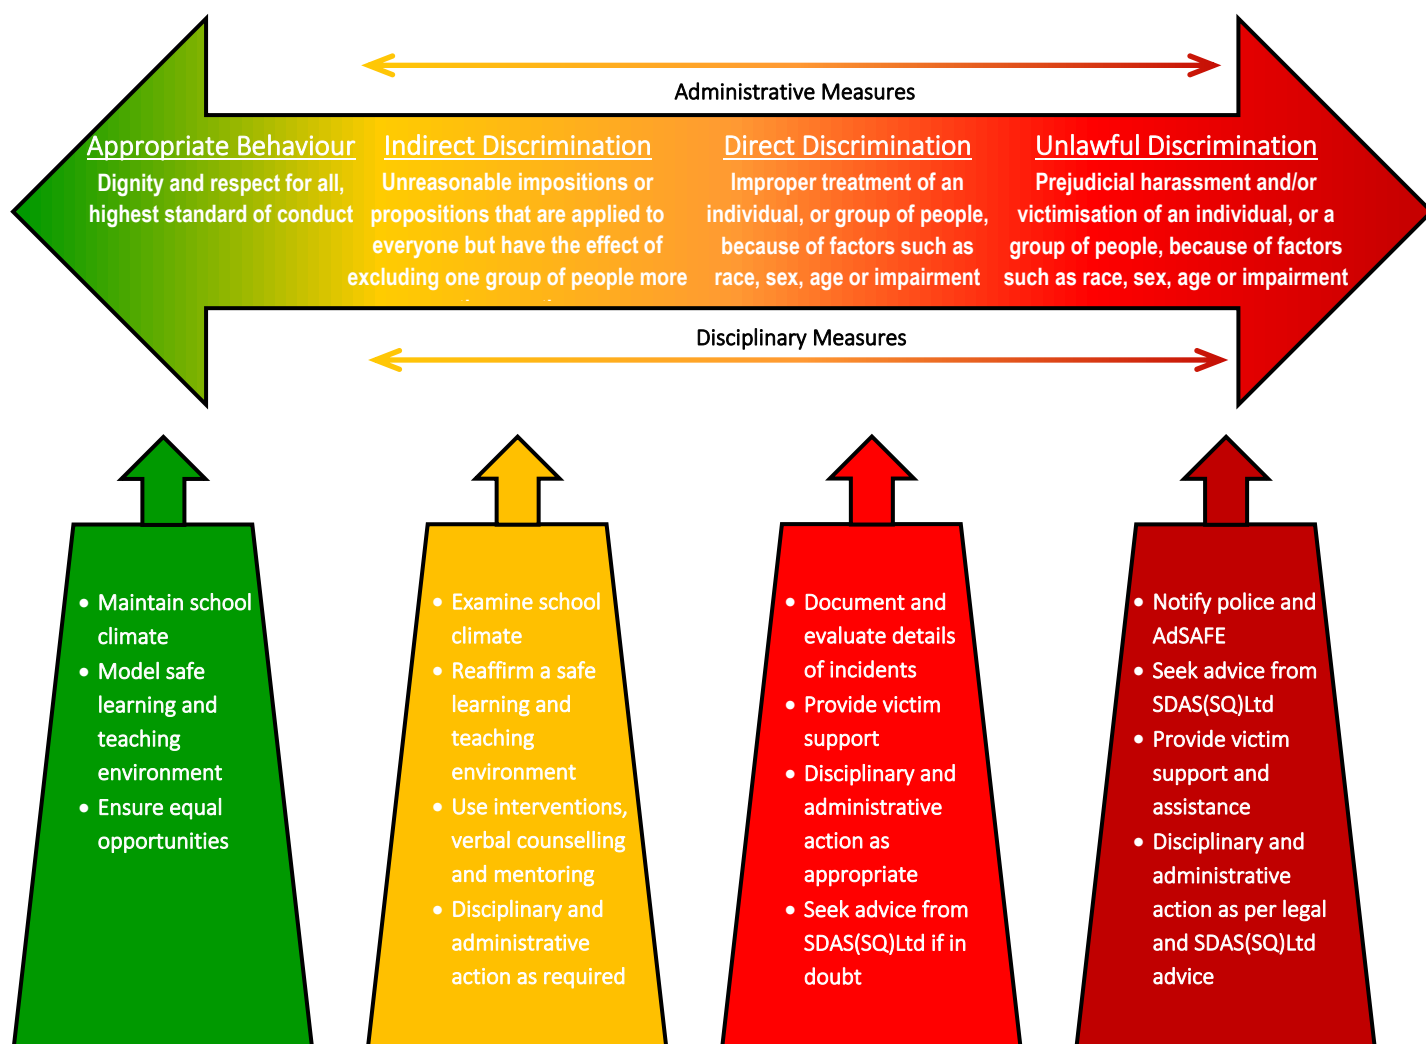 Administrative Measures
Appropriate Behaviour
Dignity and respect for all,
highest standard of conduct
Indirect Discrimination
Unreasonable impositions or
propositions that are applied to
everyone but have the effect of
excluding one group of people more
Direct Discrimination
Improper treatment of an
individual, or group of people,
because of factors such as
race, sex, age or impairment
Unlawful Discrimination
Prejudicial harassment and/or
victimisation of an individual, or a
group of people, because of factors
such as race, sex, age or impairment
Disciplinary Measures
• Maintain school
climate
• Model safe
learning and
teaching
environment
• Ensure equal
opportunities
• Examine school
climate
• Reaffirm a safe
learning and
teaching
environment
• Use interventions,
verbal counselling
and mentoring
• Disciplinary and
administrative
action as required
• Document and
evaluate details
of incidents
• Provide victim
support
• Disciplinary and
administrative
action as
appropriate
• Seek advice from
SDAS(SQ)Ltd if in
doubt
• Notify police and
AdSAFE
• Seek advice from
SDAS(SQ)Ltd
• Provide victim
support and
assistance
• Disciplinary and
administrative
action as per legal
and SDAS(SQ)Ltd
advice